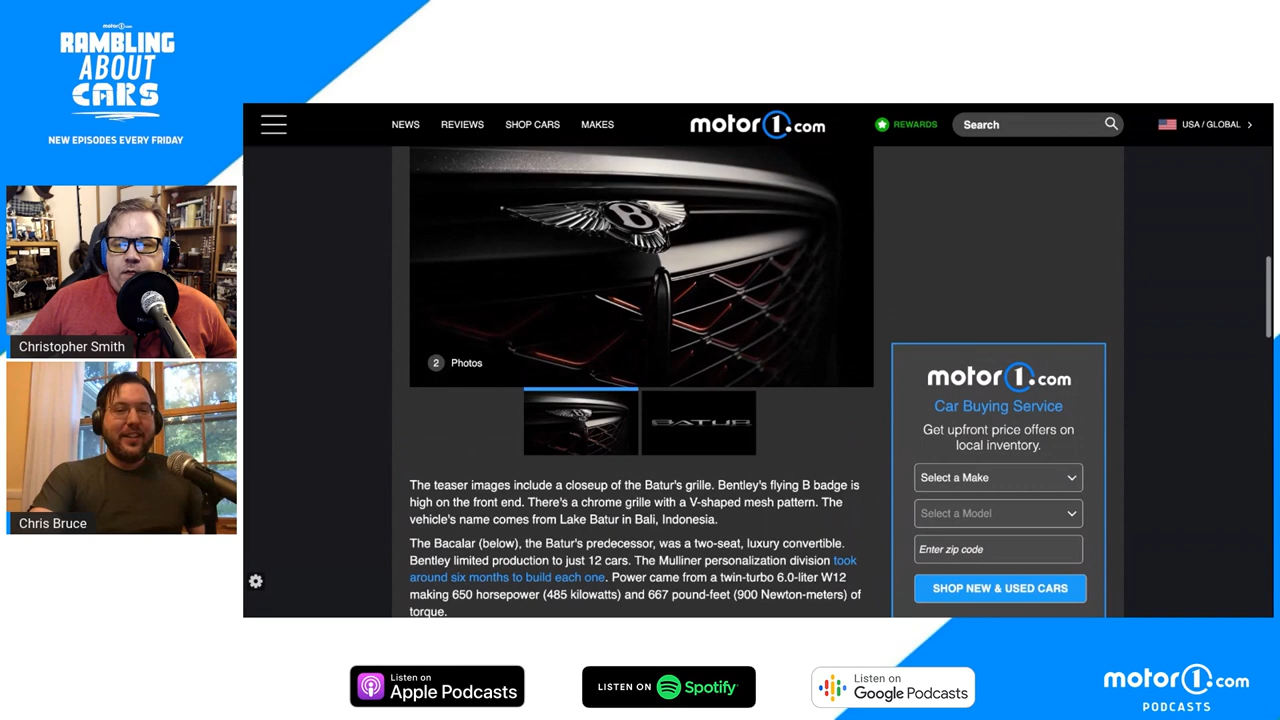 motor1.com
RAMBLING
ABOUT
CARS
NEW EPISODES EVERY FRIDAY
Christopher Smith
Chris Bruce
NEWS
REVIEWS
SHOP CARS
MAKES
motor1.com
REWARDS
Search
USA / GLOBAL
B
2 Photos
BATUR
The teaser images include a closeup of the Batur's grille. Bentley's flying B badge is
high on the front end. There's a chrome grille with a V-shaped mesh pattern. The
vehicle's name comes from Lake Batur in Bali, Indonesia.
The Bacalar (below), the Batur's predecessor, was a two-seat, luxury convertible.
Bentley limited production to just 12 cars. The Mulliner personalization division took
around six months to build each one. Power came from a twin-turbo 6.0-liter W12
making 650 horsepower (485 kilowatts) and 667 pound-feet (900 Newton-meters) of
torque.
motor1.com
Car Buying Service
Get upfront price offers on
local inventory.
Select a Make
Select a Model
Enter zip code
SHOP NEW & USED CARS
Listen on
Apple Podcasts
LISTEN ON Spotify
Listen on
Google Podcasts
motor1.com
PODCASTS